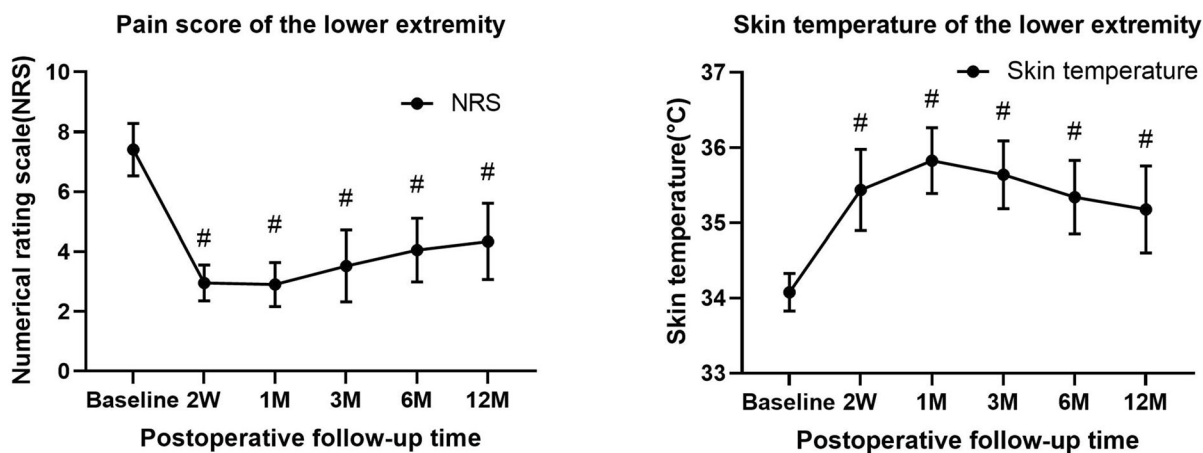 Pain score of the lower extremity
NRS
Numerical rating scale(NRS)
10
8
6
4
2
0
# # # # #
Baseline 2W 1M 3M 6M 12M
Postoperative follow-up time
Skin temperature of the lower extremity
Skin temperature
Skin temperature(°C)
37
36
35
34
33
# # # # #
Baseline 2W 1M 3M 6M 12M
Postoperative follow-up time